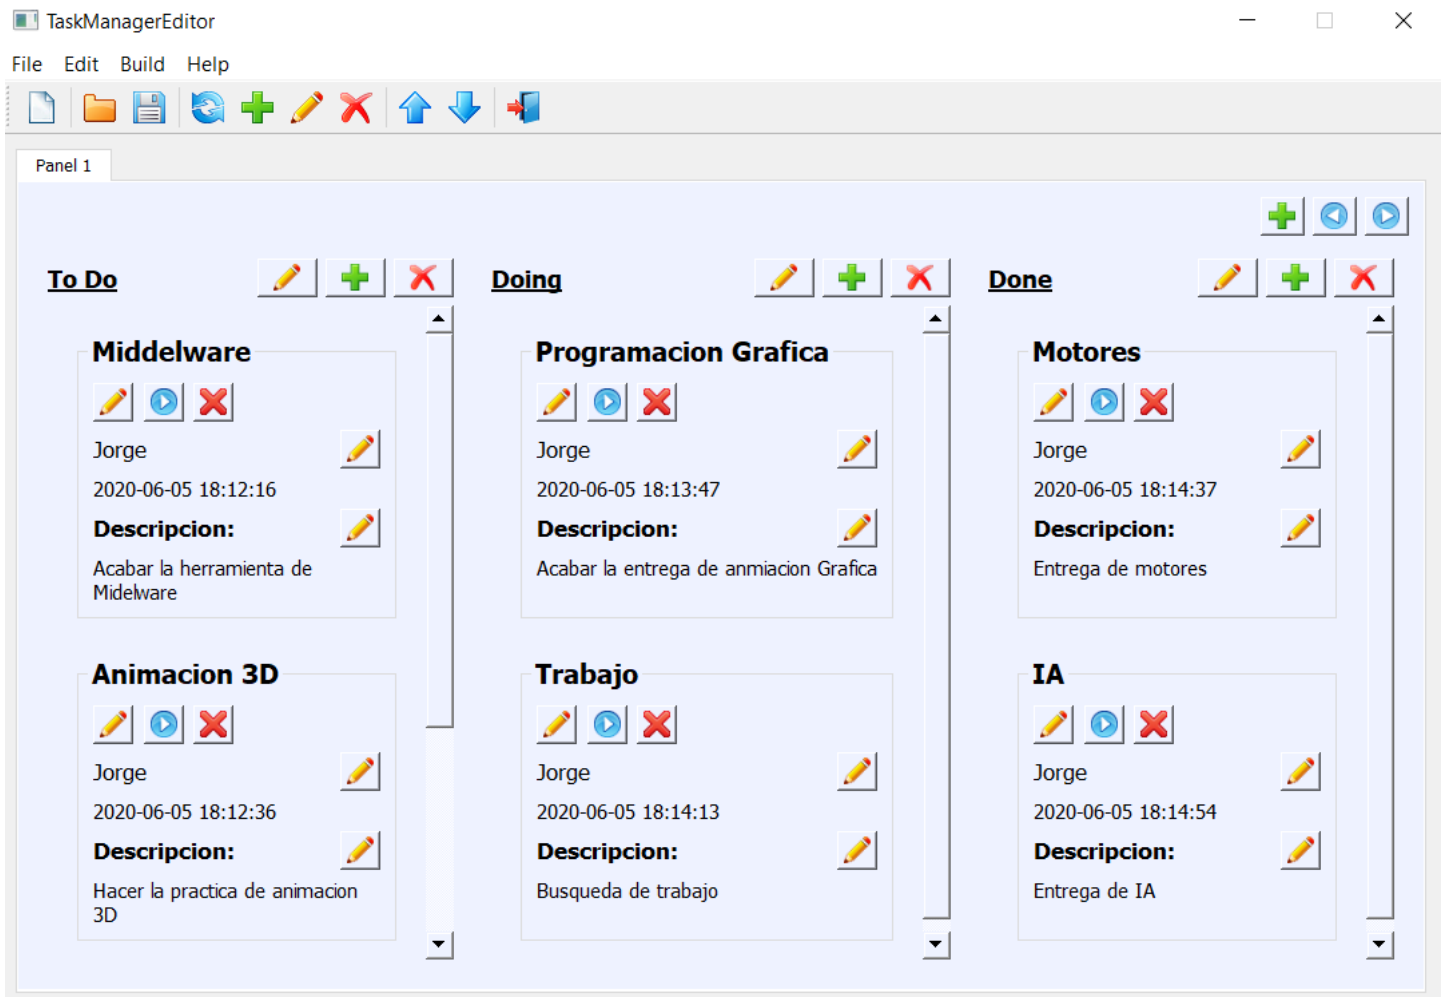 TaskManagerEditor
File Edit Build Help
Panel 1
To Do
Middelware
Jorge
2020-06-05 18:12:16
Descripcion:
Acabar la herramienta de
Midelware
Animacion 3D
Jorge
2020-06-05 18:12:36
Descripcion:
Hacer la practica de animacion
3D
Doing
Programacion Grafica
Jorge
2020-06-05 18:13:47
Descripcion:
Acabar la entrega de anmiacion Grafica
Trabajo
Jorge
2020-06-05 18:14:13
Descripcion:
Busqueda de trabajo
Done
Motores
Jorge
2020-06-05 18:14:37
Descripcion:
Entrega de motores
IA
Jorge
2020-06-05 18:14:54
Descripcion:
Entrega de IA